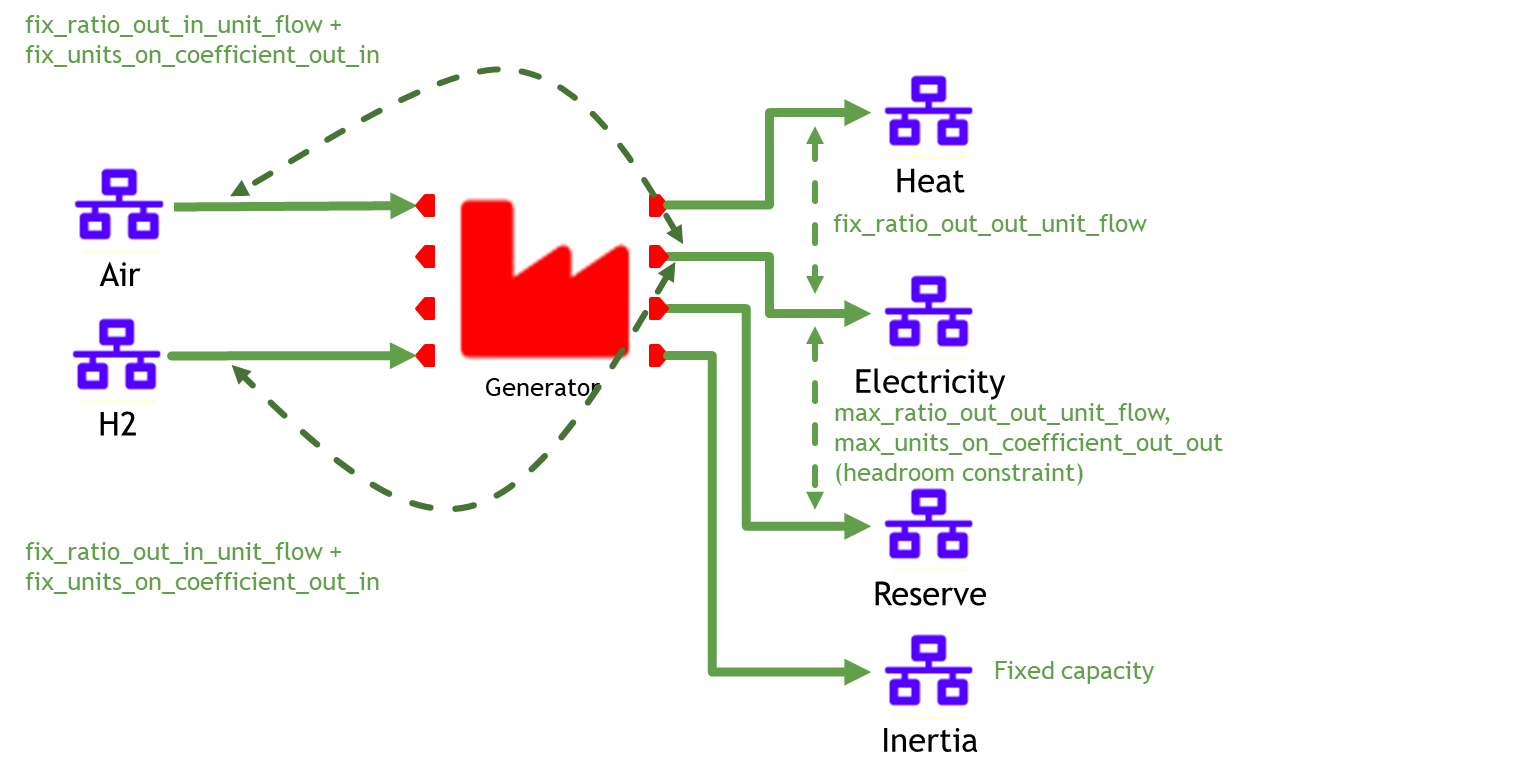 fix_ratio_out_in_unit_flow +
fix_units_on_coefficient_out_in
Heat
fix_ratio_out_out_unit_flow
Air
Electricity
Generator
H2
max_ratio_out_out_unit_flow,
max_units_on_coefficient_out_out
(headroom constraint)
fix_ratio_out_in_unit_flow +
fix_units_on_coefficient_out_in
Reserve
Fixed capacity
Inertia